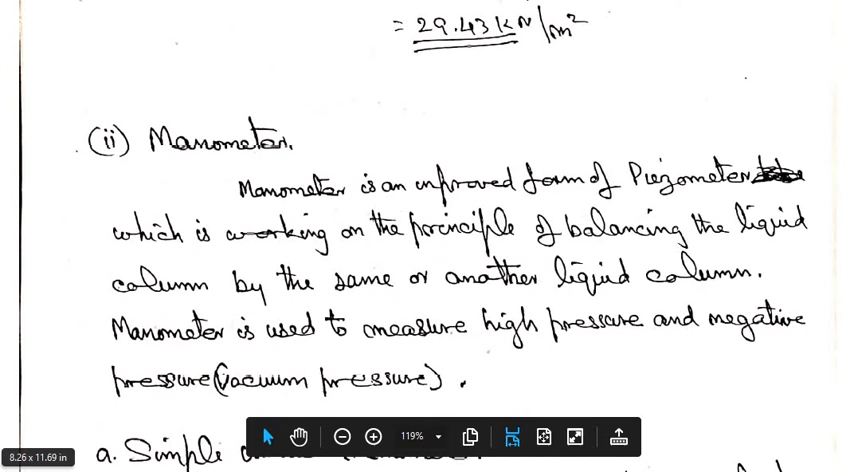 = 29.43 KN/m²
(ii) Manometer.
Manometer is an improved form of Piezometer
which is working on the principle of balancing the liquid
column by the same or another liquid column.
Manometer is used to measure high pressure and negative
pressure (Vacuum pressure).
119%
8.26 x 11.69 in
a. Simple